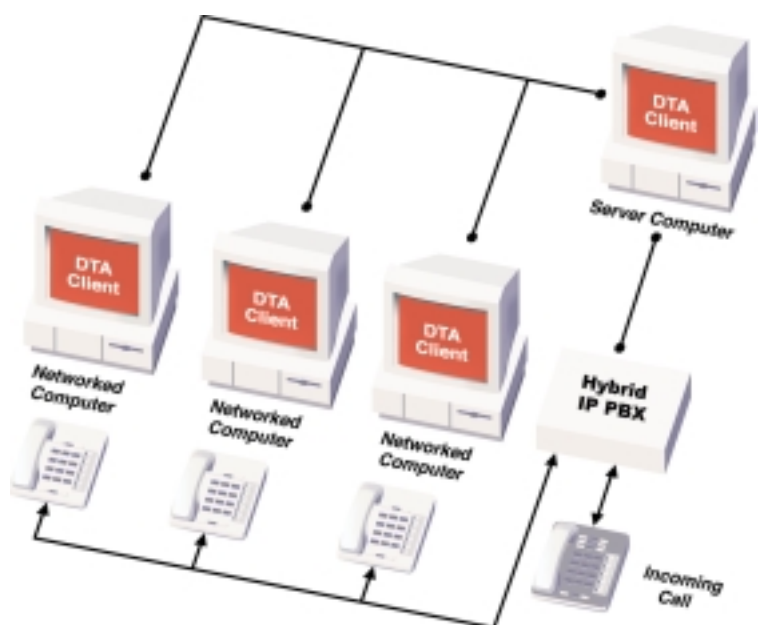 DTA
Client
Server Computer
DTA
Client
Networked
Computer
DTA
Client
Networked
Computer
DTA
Client
Networked
Computer
Hybrid
IP PBX
Incoming
Call